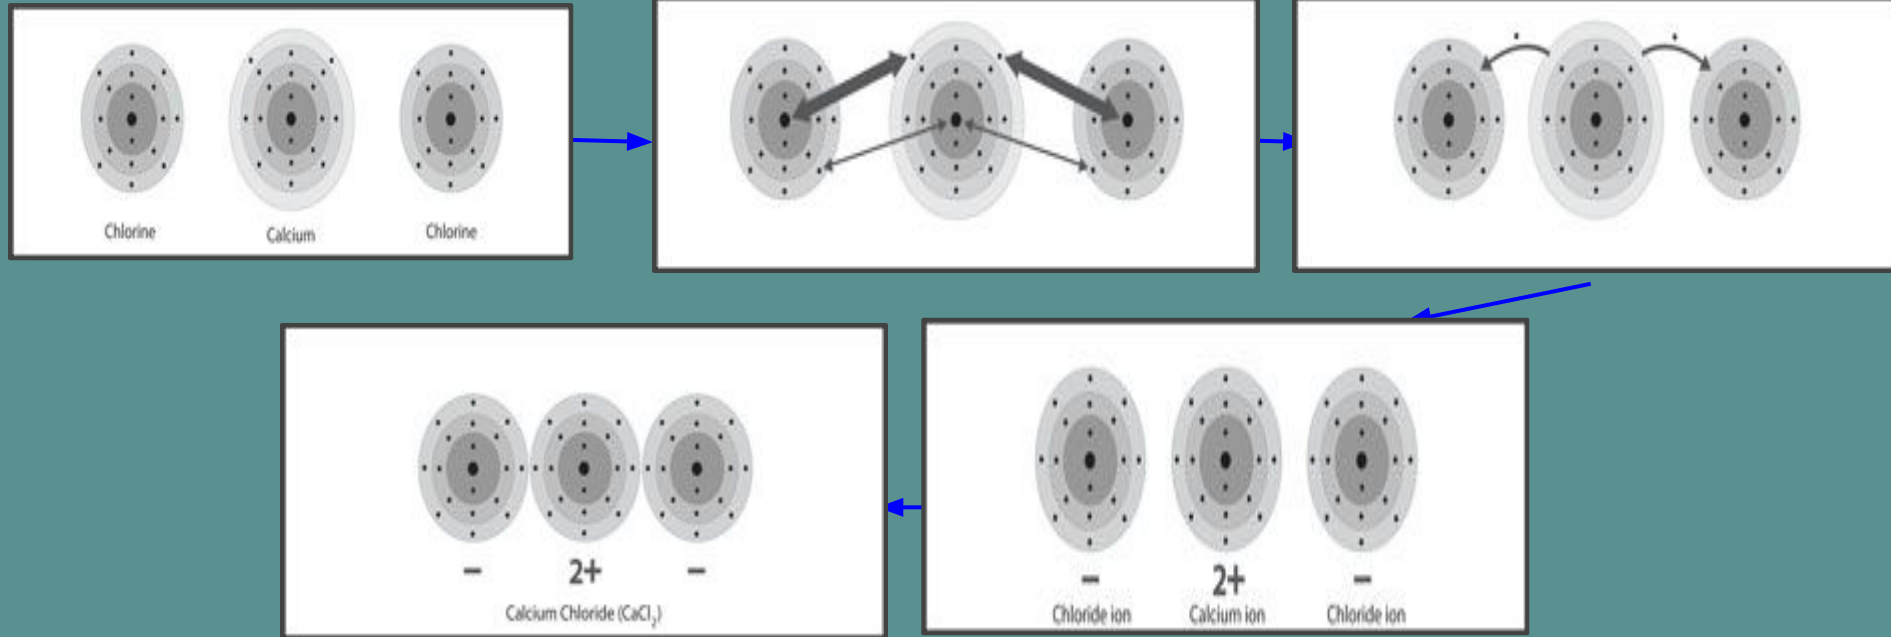 Chlorine
Calcium
Chlorine
− 2+ −
Chloride ion Calcium ion Chloride ion
− 2+ −
Calcium Chloride (CaCl₂)